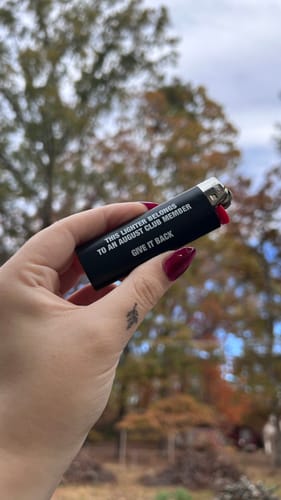 THIS LIGHTER BELONGS
TO AN AUGUST CLUB MEMBER
GIVE IT BACK